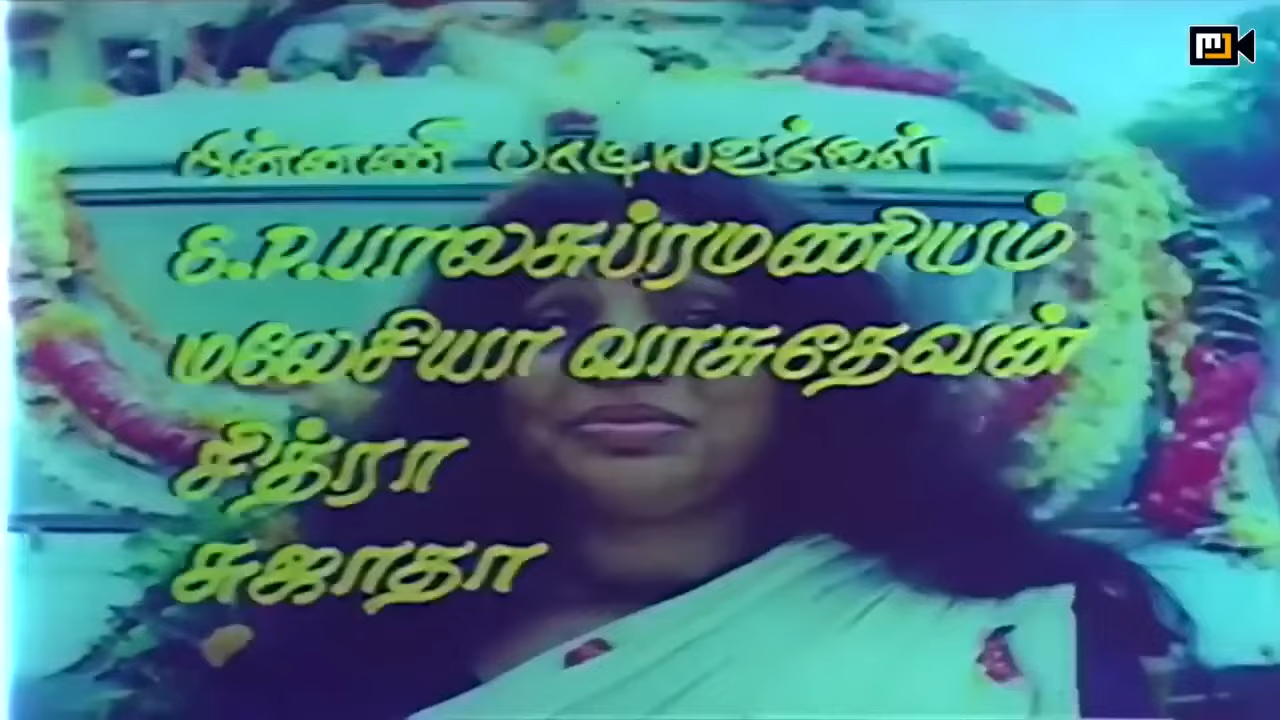 பின்னணி பாடியவர்கள்
S.P.பாலசுப்ரமணியம்
மலேசியா வாசுதேவன்
சித்ரா
சுஜாதா